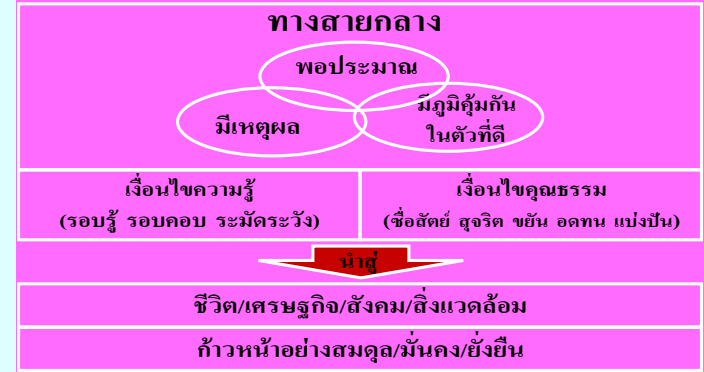 ทางสายกลาง
พอประมาณ
มีเหตุผล
มีภูมิคุ้มกัน
ในตัวที่ดี
เงื่อนไขความรู้
(รอบรู้ รอบคอบ ระมัดระวัง)
เงื่อนไขคุณธรรม
(ซื่อสัตย์ สุจริต ขยัน อดทน แบ่งปัน)
นำสู่
ชีวิต/เศรษฐกิจ/สังคม/สิ่งแวดล้อม
ก้าวหน้าอย่างสมดุล/มั่นคง/ยั่งยืน